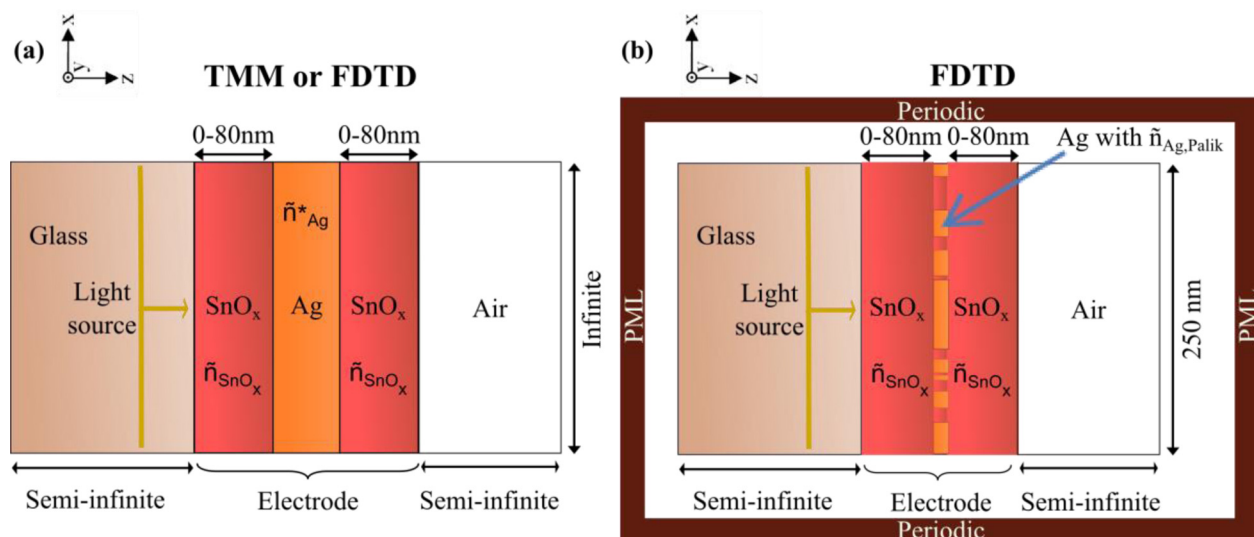 (a)
x
y
z
TMM or FDTD
0-80nm
0-80nm
ñ*Ag
Glass
Light
source
SnOx
Ag
SnOx
Air
ñSnOx
ñSnOx
Infinite
Semi-infinite
Electrode
Semi-infinite
(b)
x
y
z
FDTD
Periodic
0-80nm
0-80nm
Ag with ñAg,Palik
Glass
Light
source
SnOx
SnOx
Air
ñSnOx
ñSnOx
PML
PML
250 nm
Semi-infinite
Electrode
Semi-infinite
Periodic